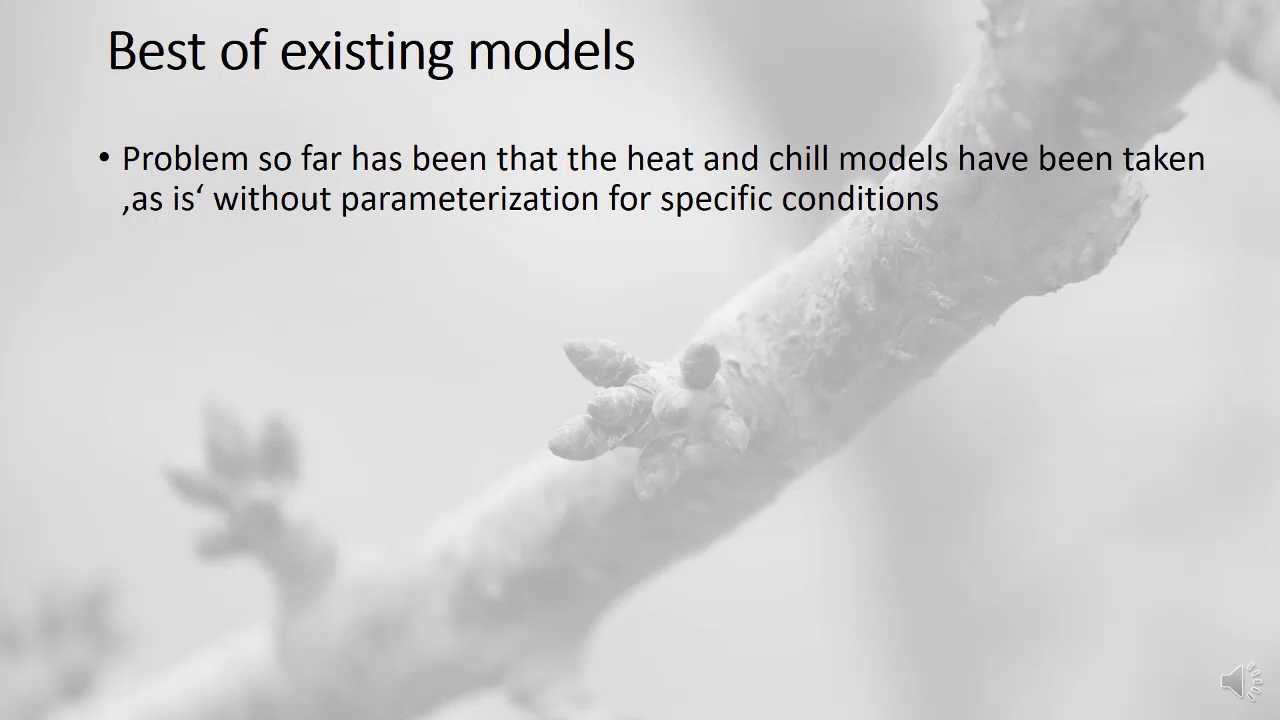 Best of existing models
• Problem so far has been that the heat and chill models have been taken
‚as is‘ without parameterization for specific conditions